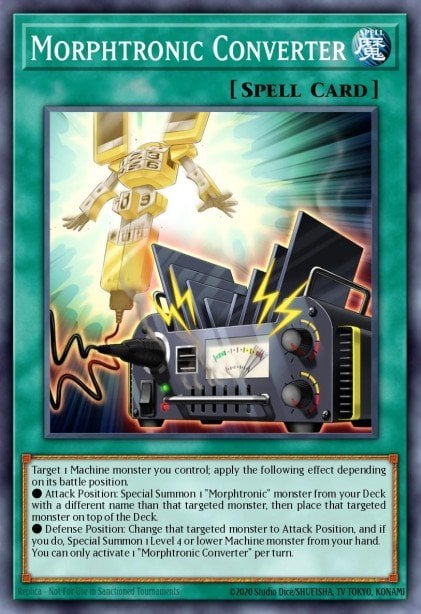 MORPHTRONIC CONVERTER
SPELL
魔
[ SPELL CARD ]
Target 1 Machine monster you control; apply the following effect depending
on its battle position.
● Attack Position: Special Summon 1 "Morphtronic" monster from your Deck
with a different name than that targeted monster, then place that targeted
monster on top of the Deck.
● Defense Position: Change that targeted monster to Attack Position, and if
you do, Special Summon 1 Level 4 or lower Machine monster from your hand.
You can only activate 1 "Morphtronic Converter" per turn.
Replica - Not For Use in Sanctioned Tournaments
©2020 Studio Dice/SHUEISHA, TV TOKYO, KONAMI